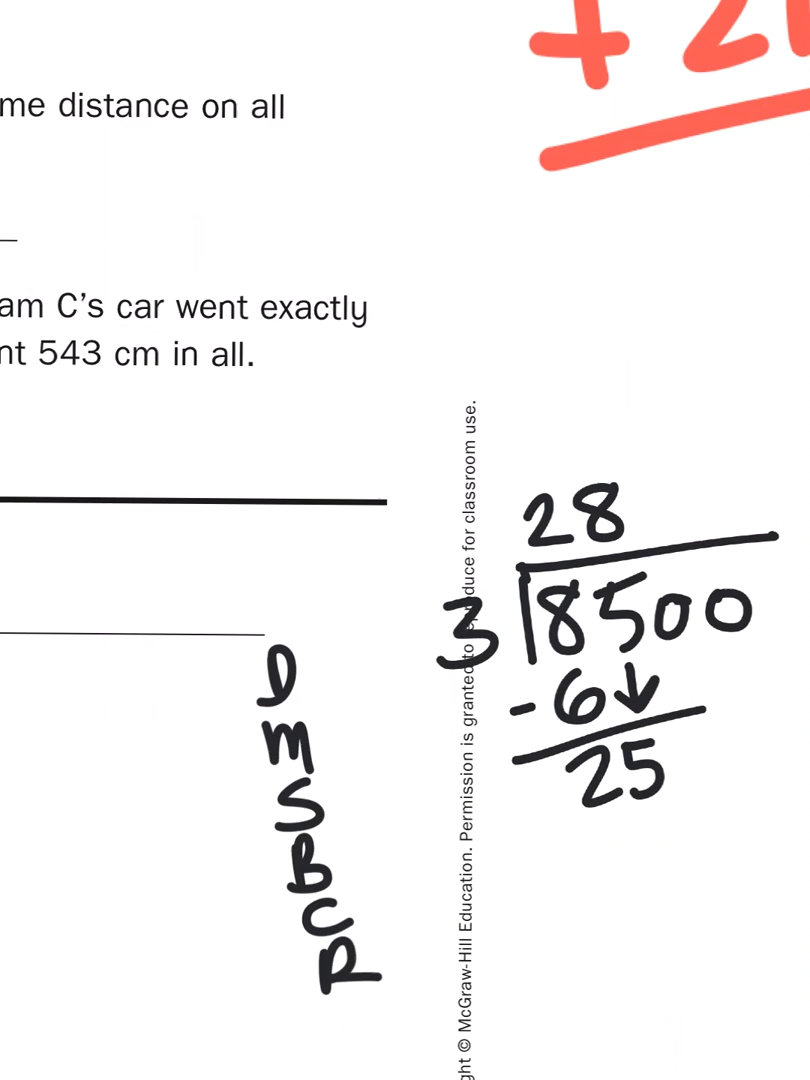 + 2
me distance on all
am C's car went exactly
nt 543 cm in all.
28
3 8500
- 6↓
25
D
M
S
B
C
R
ght © McGraw-Hill Education. Permission is granted to reproduce for classroom use.